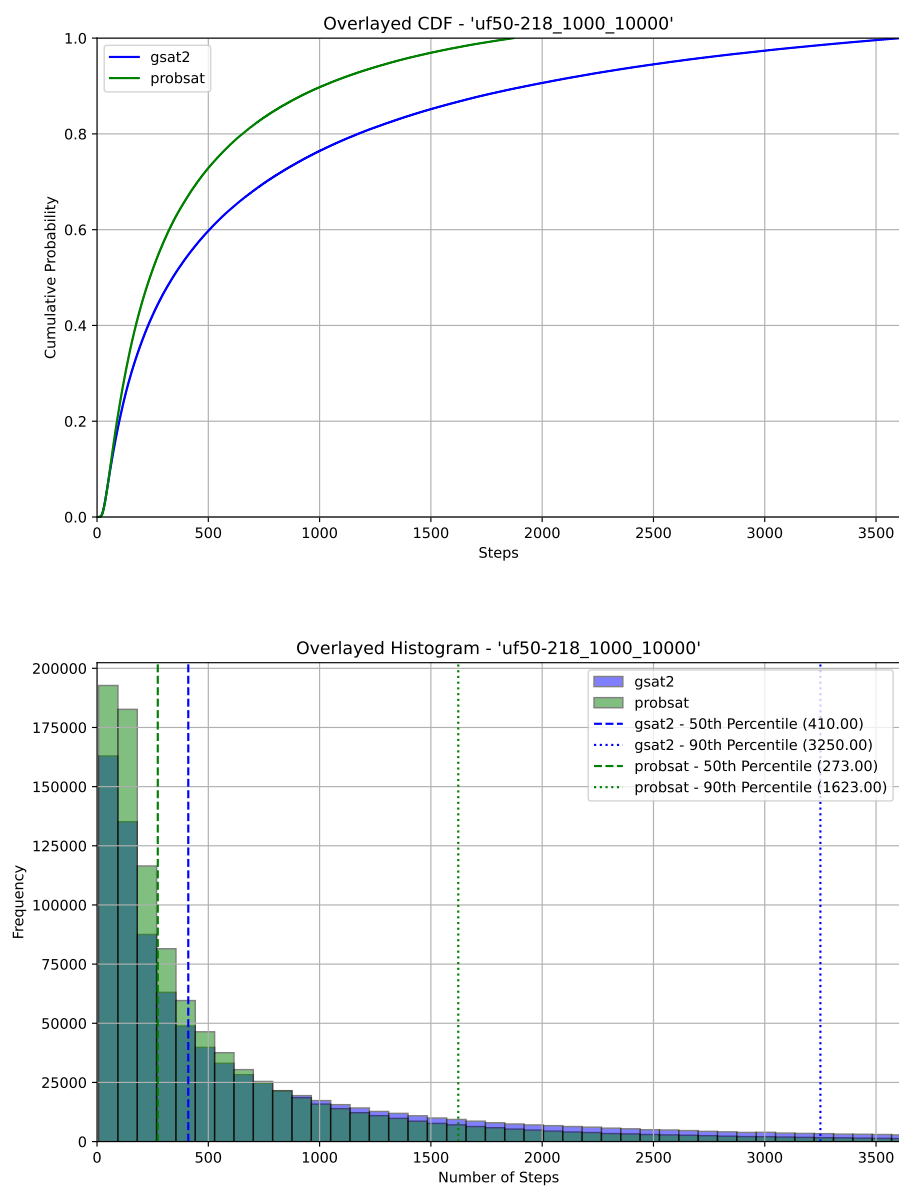 Overlayed CDF - 'uf50-218_1000_10000'
1.0
0.8
0.6
0.4
0.2
0.0
Cumulative Probability
gsat2
probsat
0 500 1000 1500 2000 2500 3000 3500
Steps
Overlayed Histogram - 'uf50-218_1000_10000'
200000
175000
150000
125000
100000
75000
50000
25000
0
Frequency
gsat2
probsat
gsat2 - 50th Percentile (410.00)
gsat2 - 90th Percentile (3250.00)
probsat - 50th Percentile (273.00)
probsat - 90th Percentile (1623.00)
0 500 1000 1500 2000 2500 3000 3500
Number of Steps